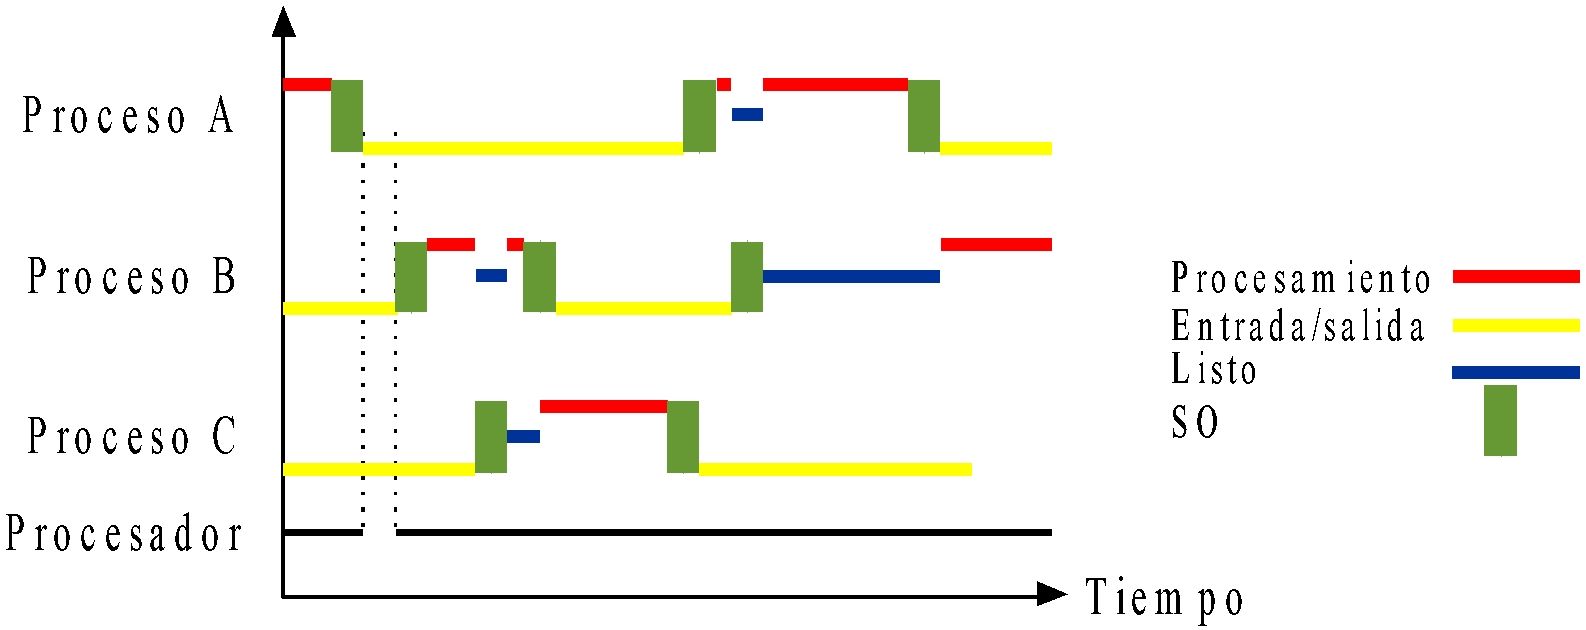 Proceso A
Proceso B
Procesamiento
Entrada/salida
Listo
SO
Proceso C
Procesador
Tiempo